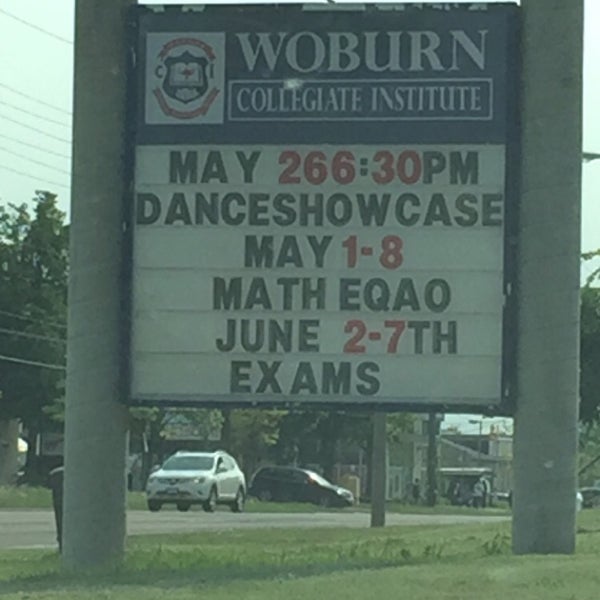 WOBURN
COLLEGIATE INSTITUTE
MAY 266:30PM
DANCESHOWCASE
MAY 1-8
MATH EQAO
JUNE 2-7TH
EXAMS